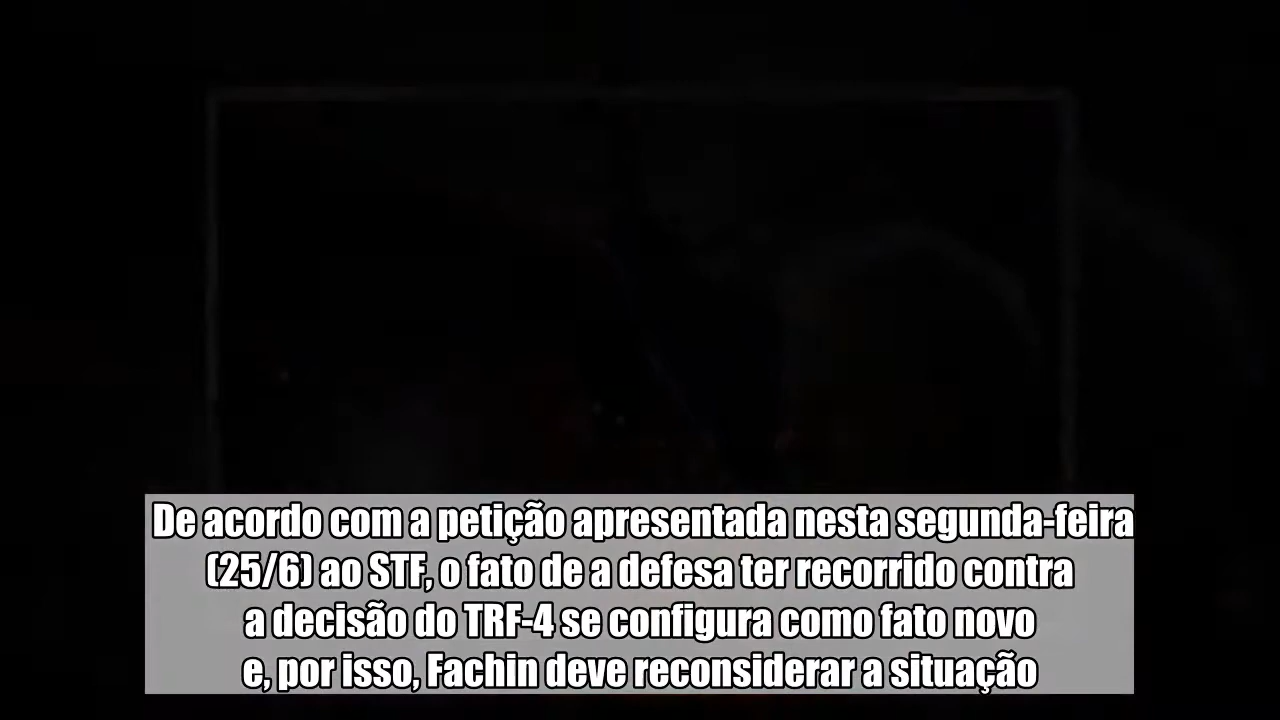 De acordo com a petição apresentada nesta segunda-feira
(25/6) ao STF, o fato de a defesa ter recorrido contra
a decisão do TRF-4 se configura como fato novo
e, por isso, Fachin deve reconsiderar a situação